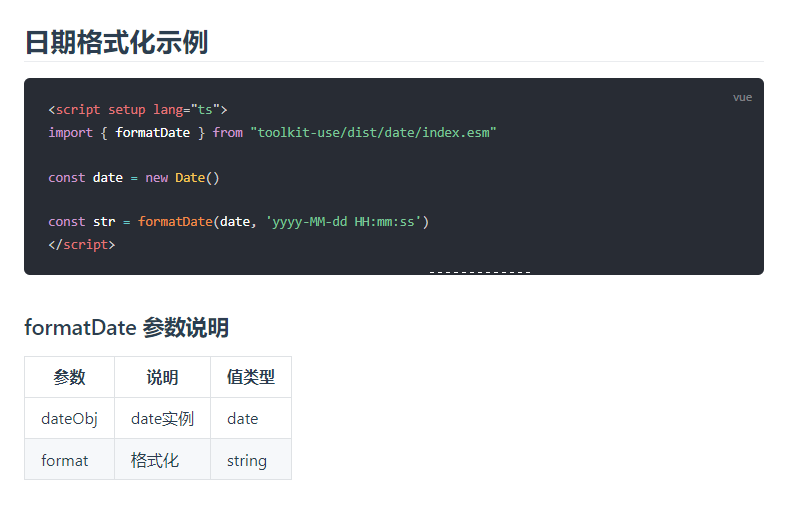 日期格式化示例
vue
<script setup lang="ts">
import { formatDate } from "toolkit-use/dist/date/index.esm"
const date = new Date()
const str = formatDate(date, 'yyyy-MM-dd HH:mm:ss')
</script>
formatDate 参数说明
参数 说明 值类型
dateObj date实例 date
format 格式化 string